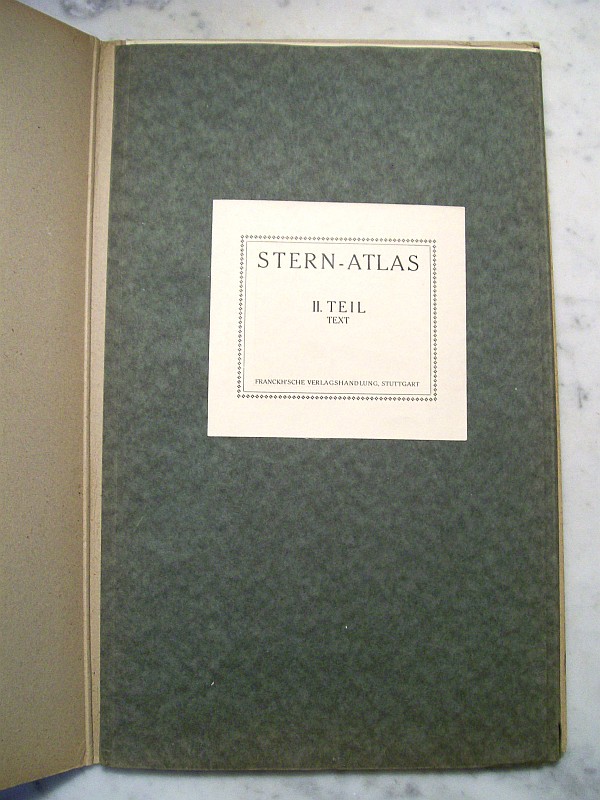 STERN-ATLAS
II. TEIL
TEXT
FRANCKH'SCHE VERLAGSHANDLUNG, STUTTGART